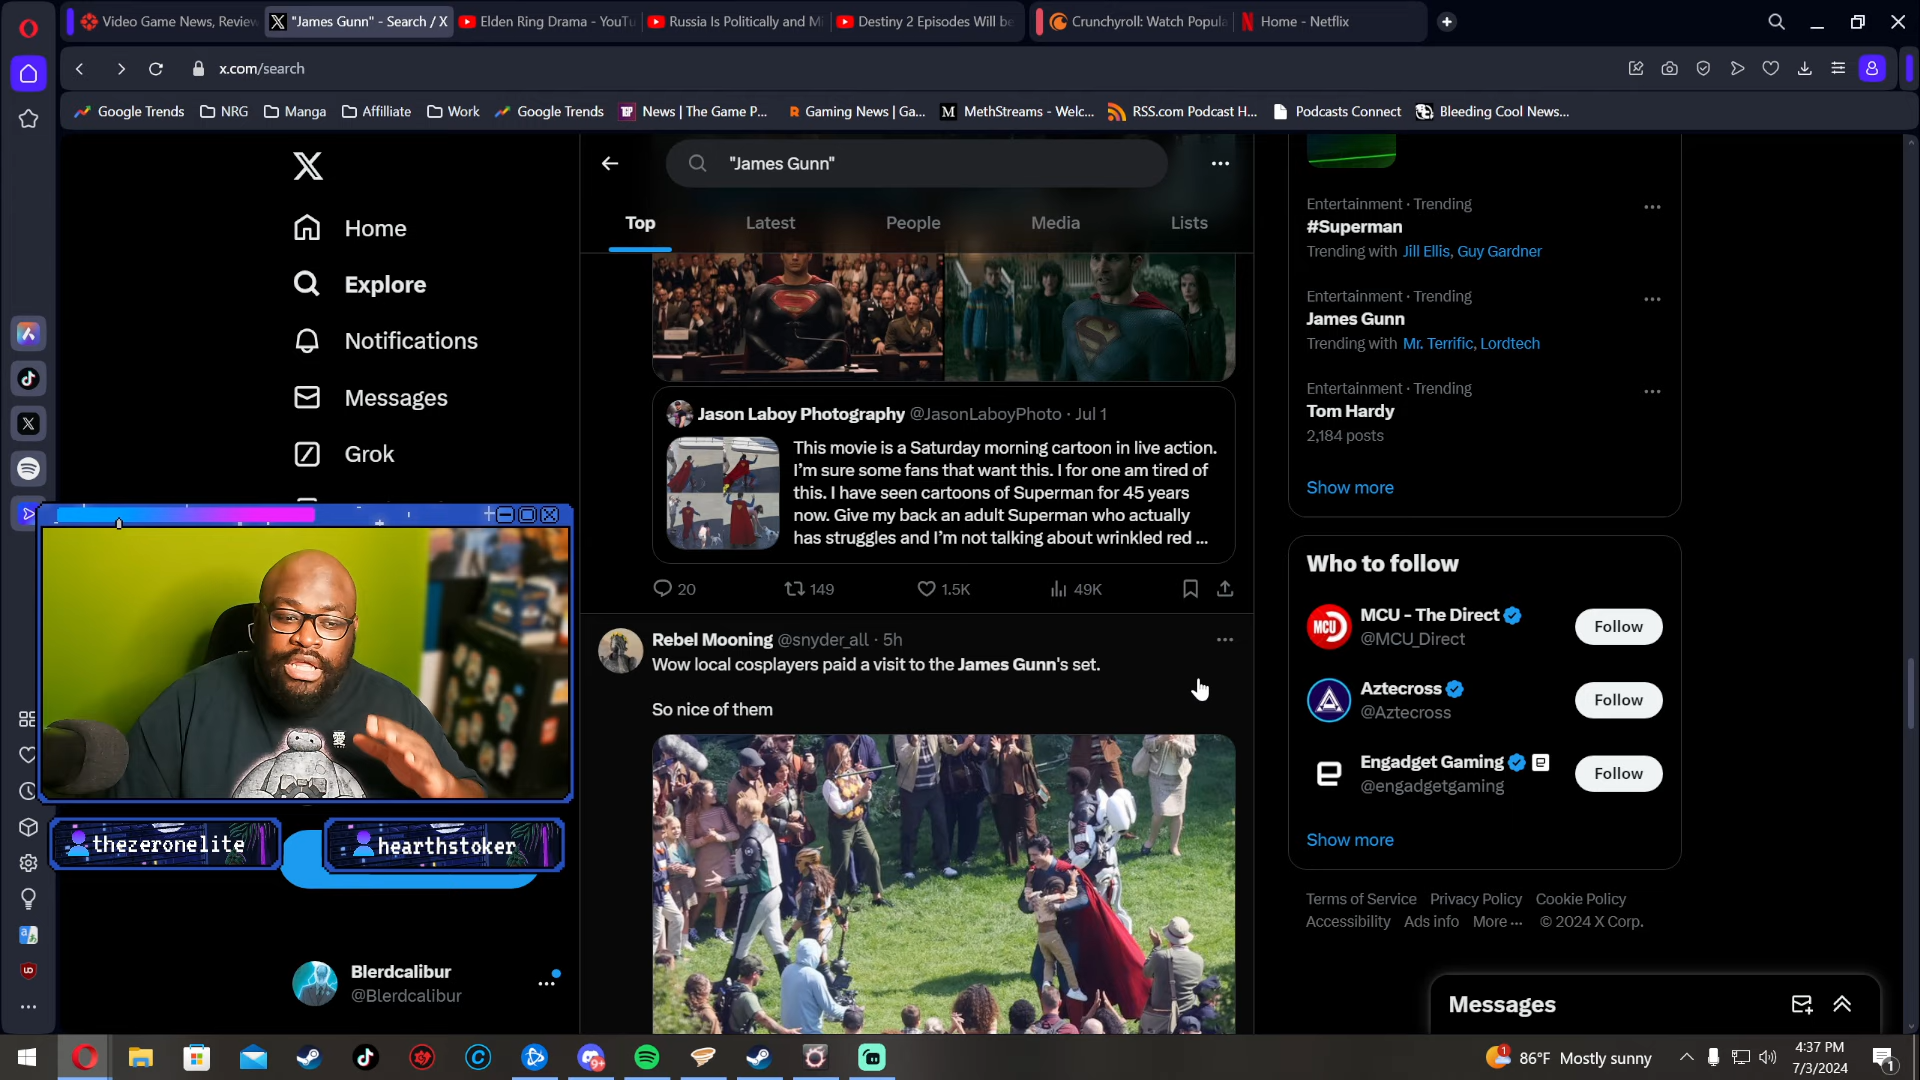 Video Game News, Review
"James Gunn" - Search / X
Elden Ring Drama - YouTu
Russia Is Politically and Mi
Destiny 2 Episodes Will be
Crunchyroll: Watch Popula
Home - Netflix
x.com/search
Google Trends
NRG
Manga
Affilliate
Work
Google Trends
News | The Game P...
Gaming News | Ga...
MethStreams - Welc...
RSS.com Podcast H...
Podcasts Connect
Bleeding Cool News...
Home
Explore
Notifications
Messages
Grok
thezeronelite
hearthstoker
Blerdcalibur
@Blerdcalibur
"James Gunn"
Top
Latest
People
Media
Lists
Jason Laboy Photography @JasonLaboyPhoto · Jul 1
This movie is a Saturday morning cartoon in live action.
I'm sure some fans that want this. I for one am tired of
this. I have seen cartoons of Superman for 45 years
now. Give my back an adult Superman who actually
has struggles and I'm not talking about wrinkled red ...
20
149
1.5K
49K
Rebel Mooning @snyder_all · 5h
Wow local cosplayers paid a visit to the James Gunn's set.
So nice of them
Entertainment · Trending
#Superman
Trending with Jill Ellis, Guy Gardner
Entertainment · Trending
James Gunn
Trending with Mr. Terrific, Lordtech
Entertainment · Trending
Tom Hardy
2,184 posts
Show more
Who to follow
MCU - The Direct
@MCU_Direct
Follow
Aztecross
@Aztecross
Follow
Engadget Gaming
@engadgetgaming
Follow
Show more
Terms of Service Privacy Policy Cookie Policy
Accessibility Ads info More ··· © 2024 X Corp.
Messages
86°F Mostly sunny
4:37 PM
7/3/2024